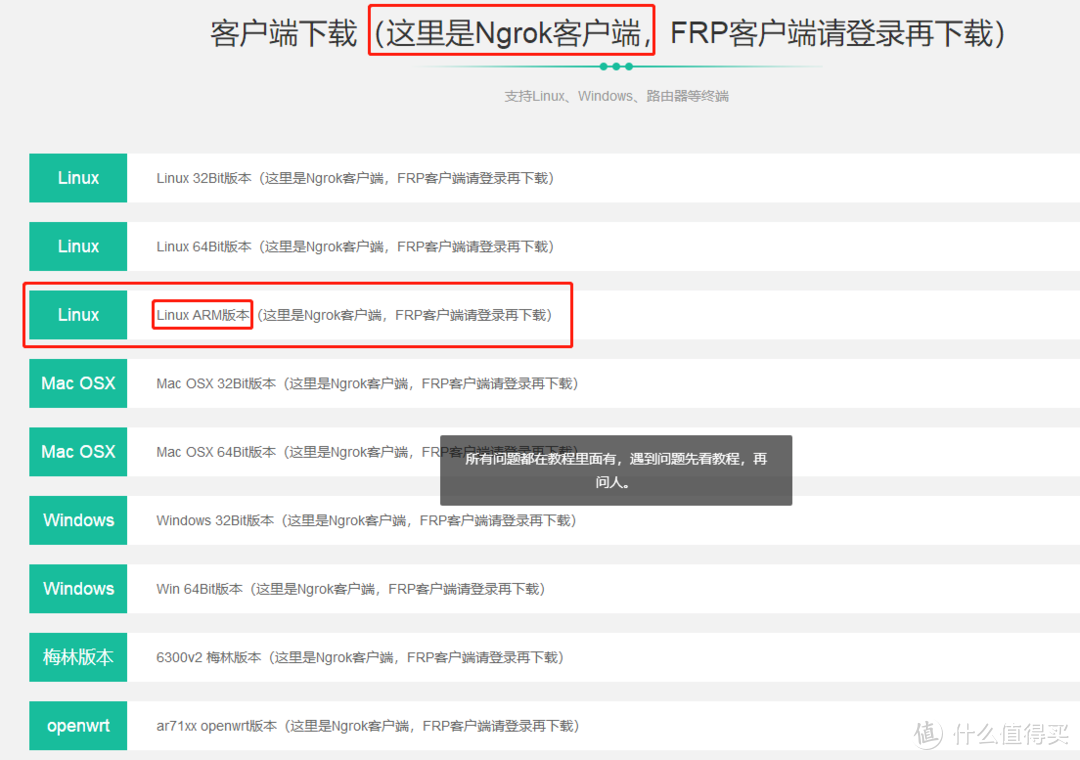 客户端下载（这里是Ngrok客户端，FRP客户端请登录再下载）
支持Linux、Windows、路由器等终端
Linux Linux 32Bit版本（这里是Ngrok客户端，FRP客户端请登录再下载）
Linux Linux 64Bit版本（这里是Ngrok客户端，FRP客户端请登录再下载）
Linux Linux ARM版本（这里是Ngrok客户端，FRP客户端请登录再下载）
Mac OSX Mac OSX 32Bit版本（这里是Ngrok客户端，FRP客户端请登录再下载）
Mac OSX Mac OSX 64Bit版本（这里是Ngrok客户端，FRP客户端请登录再下载）
所有问题都在教程里面有，遇到问题先看教程，再
问人。
Windows Windows 32Bit版本（这里是Ngrok客户端，FRP客户端请登录再下载）
Windows Win 64Bit版本（这里是Ngrok客户端，FRP客户端请登录再下载）
梅林版本 6300v2 梅林版本（这里是Ngrok客户端，FRP客户端请登录再下载）
openwrt ar71xx openwrt版本（这里是Ngrok客户端，FRP客户端请登录再下载）
值 什么值得买